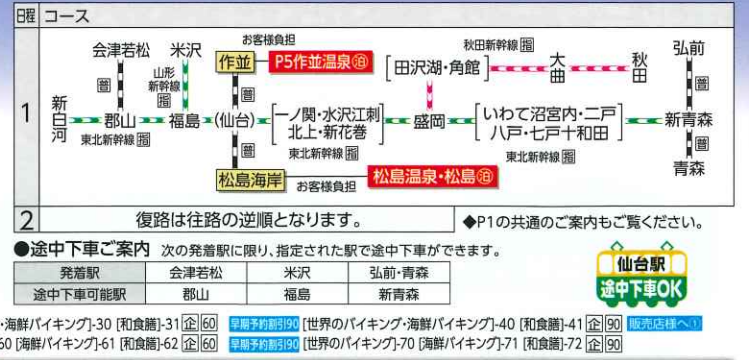 日程 コース
1
お客様負担
秋田新幹線 指
会津若松 米沢 作並 P5作並温泉 泊 [田沢湖・角館] 大曲 秋田 弘前
普 山形新幹線 指 普 普
新白河 郡山 福島 (仙台) [一ノ関・水沢江刺 北上・新花巻] 盛岡 [いわて沼宮内・二戸 八戸・七戸十和田] 新青森
東北新幹線 指 普 東北新幹線 指 東北新幹線 指 普
松島海岸 お客様負担 松島温泉・松島 泊 青森
2 復路は往路の逆順となります。 ◆P1の共通のご案内もご覧ください。
●途中下車ご案内 次の発着駅に限り、指定された駅で途中下車ができます。
発着駅 会津若松 米沢 弘前・青森
途中下車可能駅 郡山 福島 新青森
仙台駅
途中下車OK
・海鮮バイキング]-30 [和食膳]-31 企 60 早期予約割引90 [世界のバイキング・海鮮バイキング]-40 [和食膳]-41 企 90 販売店様へ①
60 [海鮮バイキング]-61 [和食膳]-62 企 60 早期予約割引90 [世界のバイキング]-70 [海鮮バイキング]-71 [和食膳]-72 企 90